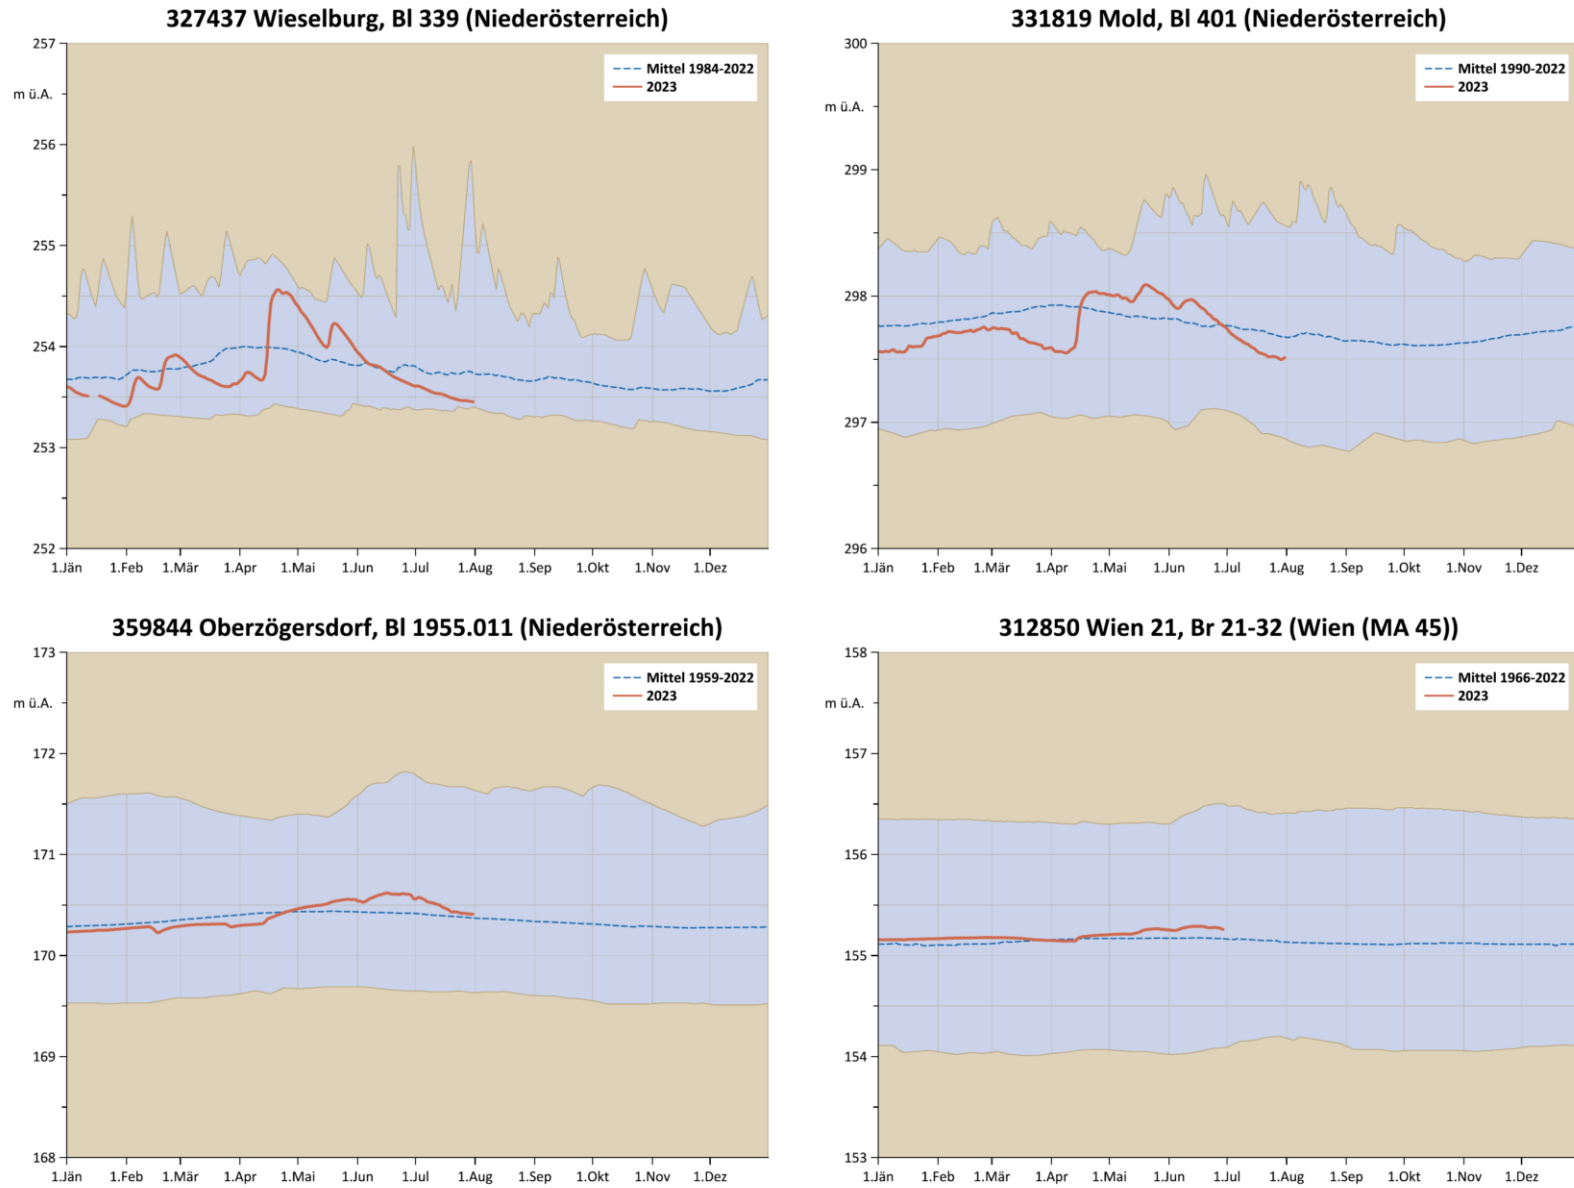 327437 Wieselburg, Bl 339 (Niederösterreich)
257
m ü.A.
256
255
254
253
252
Mittel 1984-2022
2023
1.Jän 1.Feb 1.Mär 1.Apr 1.Mai 1.Jun 1.Jul 1.Aug 1.Sep 1.Okt 1.Nov 1.Dez
331819 Mold, Bl 401 (Niederösterreich)
300
m ü.A.
299
298
297
296
Mittel 1990-2022
2023
1.Jän 1.Feb 1.Mär 1.Apr 1.Mai 1.Jun 1.Jul 1.Aug 1.Sep 1.Okt 1.Nov 1.Dez
359844 Oberzögersdorf, Bl 1955.011 (Niederösterreich)
173
m ü.A.
172
171
170
169
168
Mittel 1959-2022
2023
1.Jän 1.Feb 1.Mär 1.Apr 1.Mai 1.Jun 1.Jul 1.Aug 1.Sep 1.Okt 1.Nov 1.Dez
312850 Wien 21, Br 21-32 (Wien (MA 45))
158
m ü.A.
157
156
155
154
153
Mittel 1966-2022
2023
1.Jän 1.Feb 1.Mär 1.Apr 1.Mai 1.Jun 1.Jul 1.Aug 1.Sep 1.Okt 1.Nov 1.Dez